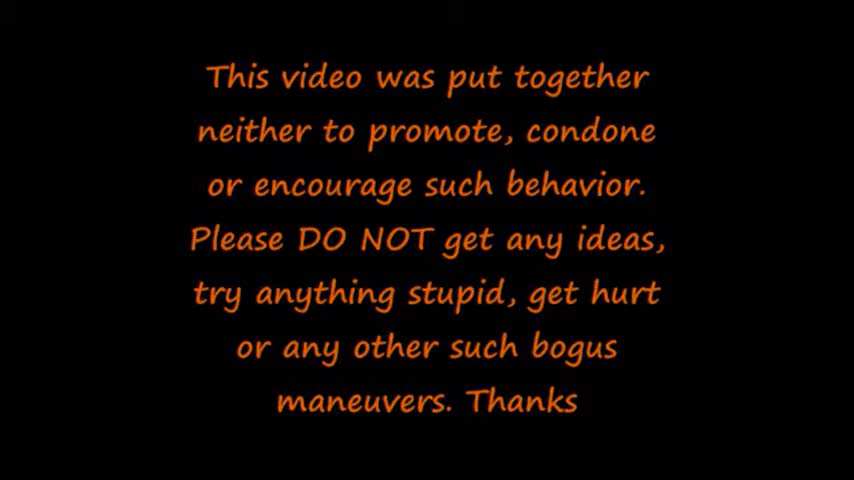 This video was put together
neither to promote, condone
or encourage such behavior.
Please DO NOT get any ideas,
try anything stupid, get hurt
or any other such bogus
maneuvers. Thanks